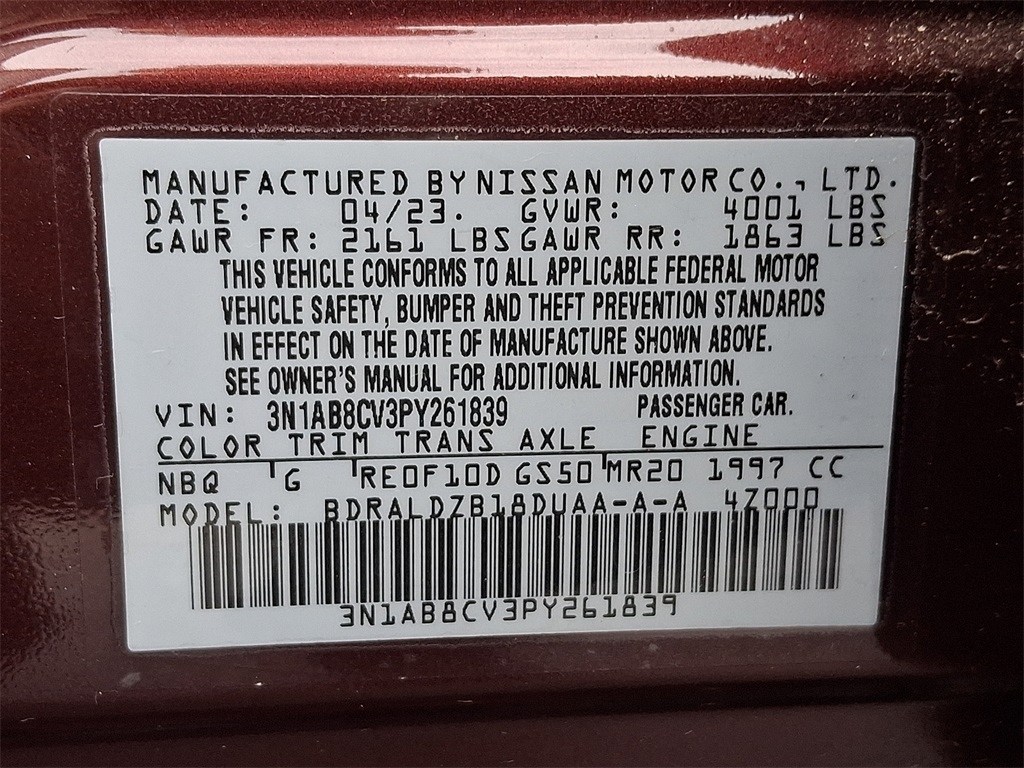 MANUFACTURED BY NISSAN MOTOR CO., LTD.
DATE: 04/23. GVWR: 4001 LBS
GAWR FR: 2161 LBS GAWR RR: 1863 LBS
THIS VEHICLE CONFORMS TO ALL APPLICABLE FEDERAL MOTOR
VEHICLE SAFETY, BUMPER AND THEFT PREVENTION STANDARDS
IN EFFECT ON THE DATE OF MANUFACTURE SHOWN ABOVE.
SEE OWNER'S MANUAL FOR ADDITIONAL INFORMATION.
VIN: 3N1AB8CV3PY261839 PASSENGER CAR.
COLOR TRIM TRANS AXLE ENGINE
NBQ G RE0F10D GS50 MR20 1997 CC
MODEL: BDRALDZB18DUAA-A-A 4Z000
3N1AB8CV3PY261839